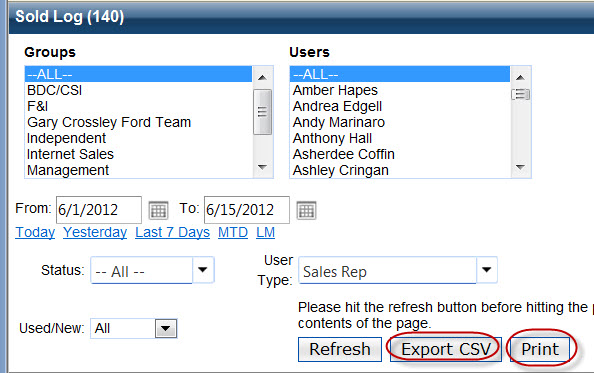 Sold Log (140)
Groups Users
--ALL-- --ALL--
BDC/CSI Amber Hapes
F&I Andrea Edgell
Gary Crossley Ford Team Andy Marinaro
Independent Anthony Hall
Internet Sales Asherdee Coffin
Management Ashley Cringan
From: 6/1/2012 To: 6/15/2012
Today Yesterday Last 7 Days MTD LM
Status: -- All -- User Type: Sales Rep
Please hit the refresh button before hitting the
contents of the page.
Used/New: All
Refresh Export CSV Print